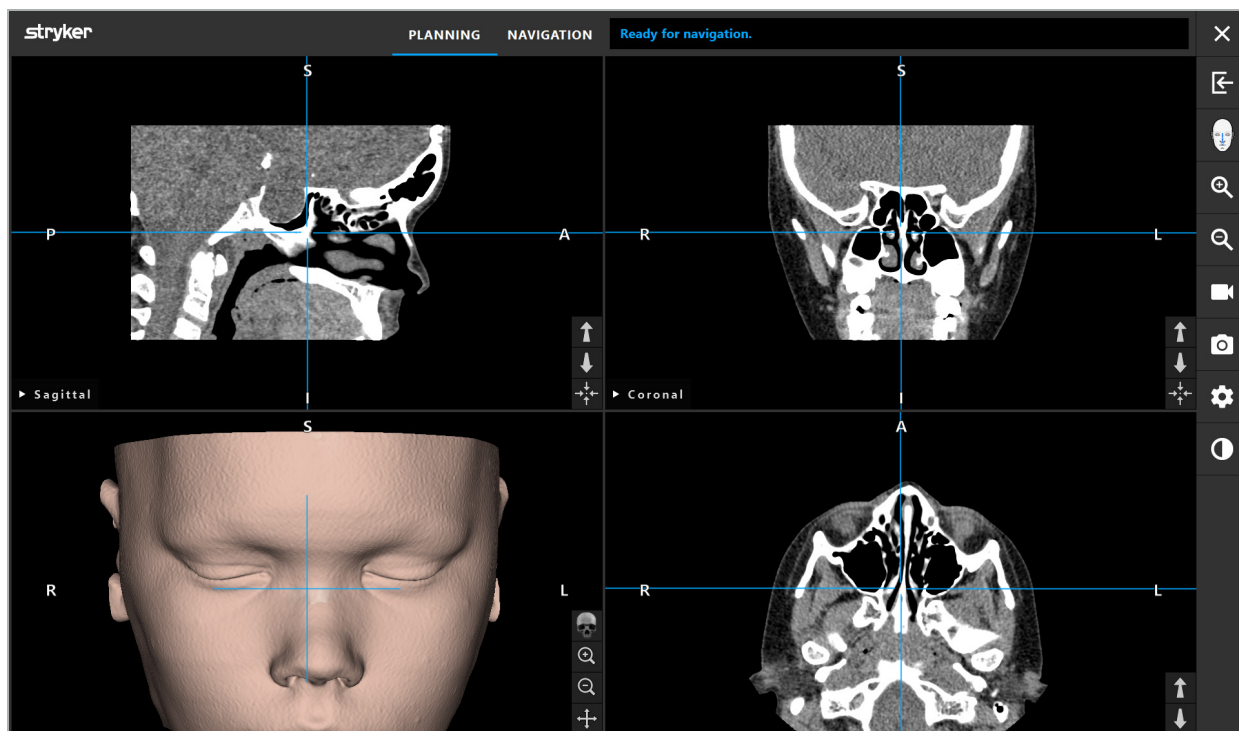 stryker
PLANNING NAVIGATION Ready for navigation.
S
P A
I
Sagittal
S
R L
I
Coronal
S
R L
A
R L